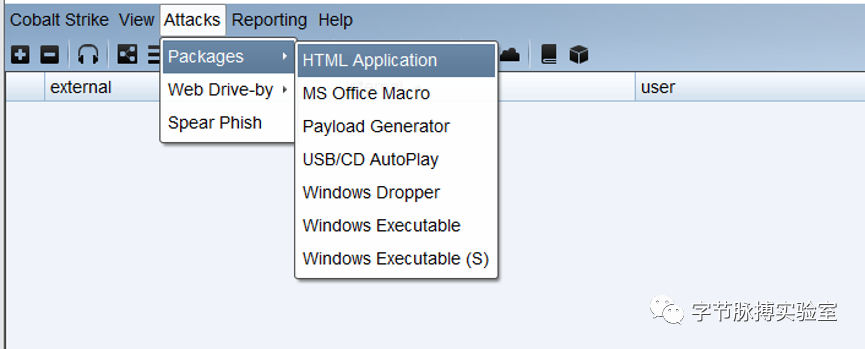 Cobalt Strike View Attacks Reporting Help
Packages HTML Application
external user
Web Drive-by MS Office Macro
Spear Phish Payload Generator
USB/CD AutoPlay
Windows Dropper
Windows Executable
Windows Executable (S)
字节脉搏实验室